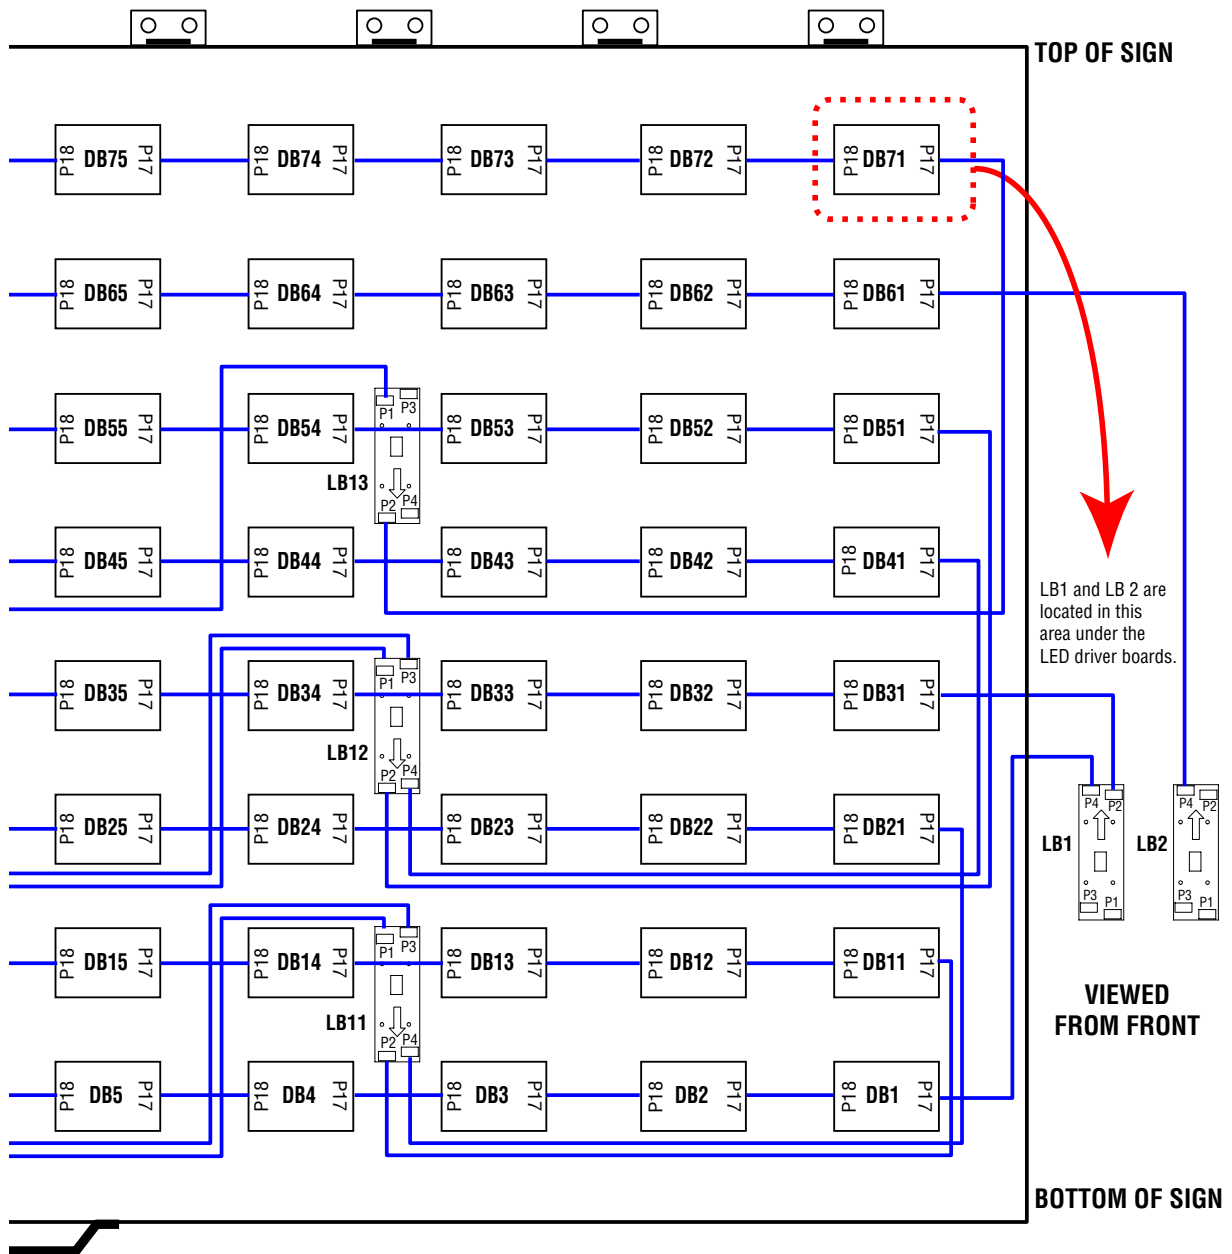 TOP OF SIGN
P18 DB75 P17 P18 DB74 P17 P18 DB73 P17 P18 DB72 P17 P18 DB71 P17
P18 DB65 P17 P18 DB64 P17 P18 DB63 P17 P18 DB62 P17 P18 DB61 P17
P1 P3
P18 DB55 P17 P18 DB54 P17 P18 DB53 P17 P18 DB52 P17 P18 DB51 P17
LB13
P2 P4
P18 DB45 P17 P18 DB44 P17 P18 DB43 P17 P18 DB42 P17 P18 DB41 P17
LB1 and LB 2 are
located in this
area under the
LED driver boards.
P1 P3
P18 DB35 P17 P18 DB34 P17 P18 DB33 P17 P18 DB32 P17 P18 DB31 P17
LB12
P2 P4
P4 P2 P4 P2
P18 DB25 P17 P18 DB24 P17 P18 DB23 P17 P18 DB22 P17 P18 DB21 P17
LB1 LB2
P3 P1 P3 P1
P1 P3
P18 DB15 P17 P18 DB14 P17 P18 DB13 P17 P18 DB12 P17 P18 DB11 P17
VIEWED
FROM FRONT
LB11
P2 P4
P18 DB5 P17 P18 DB4 P17 P18 DB3 P17 P18 DB2 P17 P18 DB1 P17
BOTTOM OF SIGN